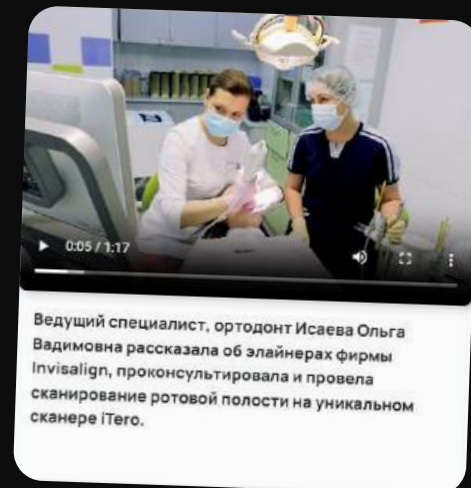 0:05 / 1:17
Ведущий специалист, ортодонт Исаева Ольга
Вадимовна рассказала об элайнерах фирмы
Invisalign, проконсультировала и провела
сканирование ротовой полости на уникальном
сканере iTero.